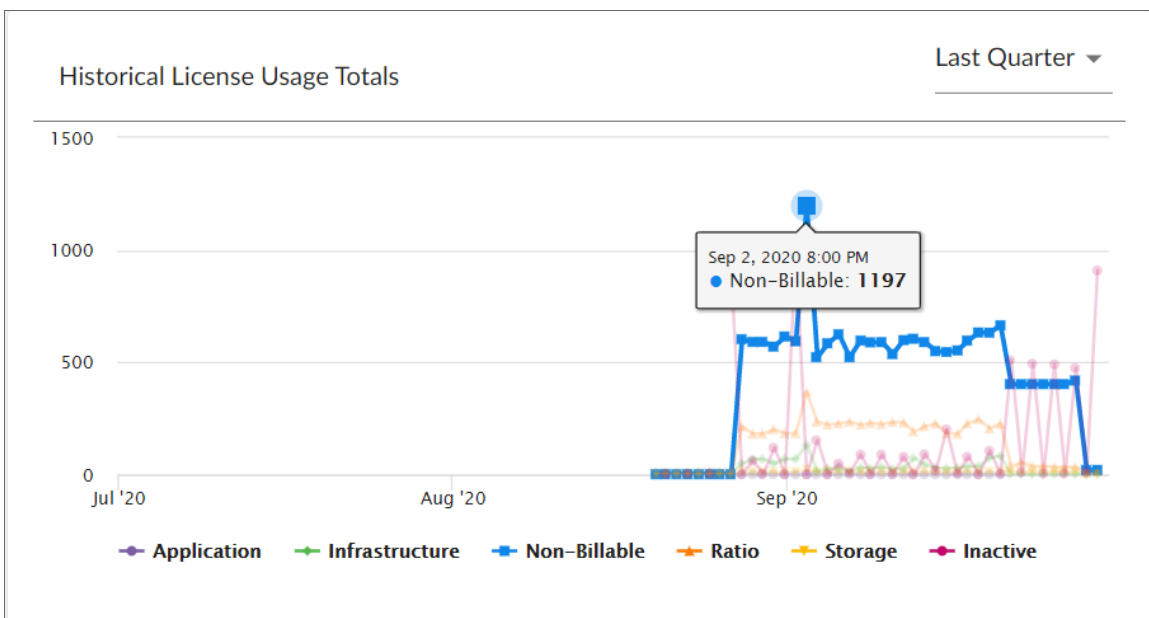 Historical License Usage Totals
Last Quarter
1500
1000
500
0
Sep 2, 2020 8:00 PM
Non-Billable: 1197
Jul '20 Aug '20 Sep '20
Application Infrastructure Non-Billable Ratio Storage Inactive